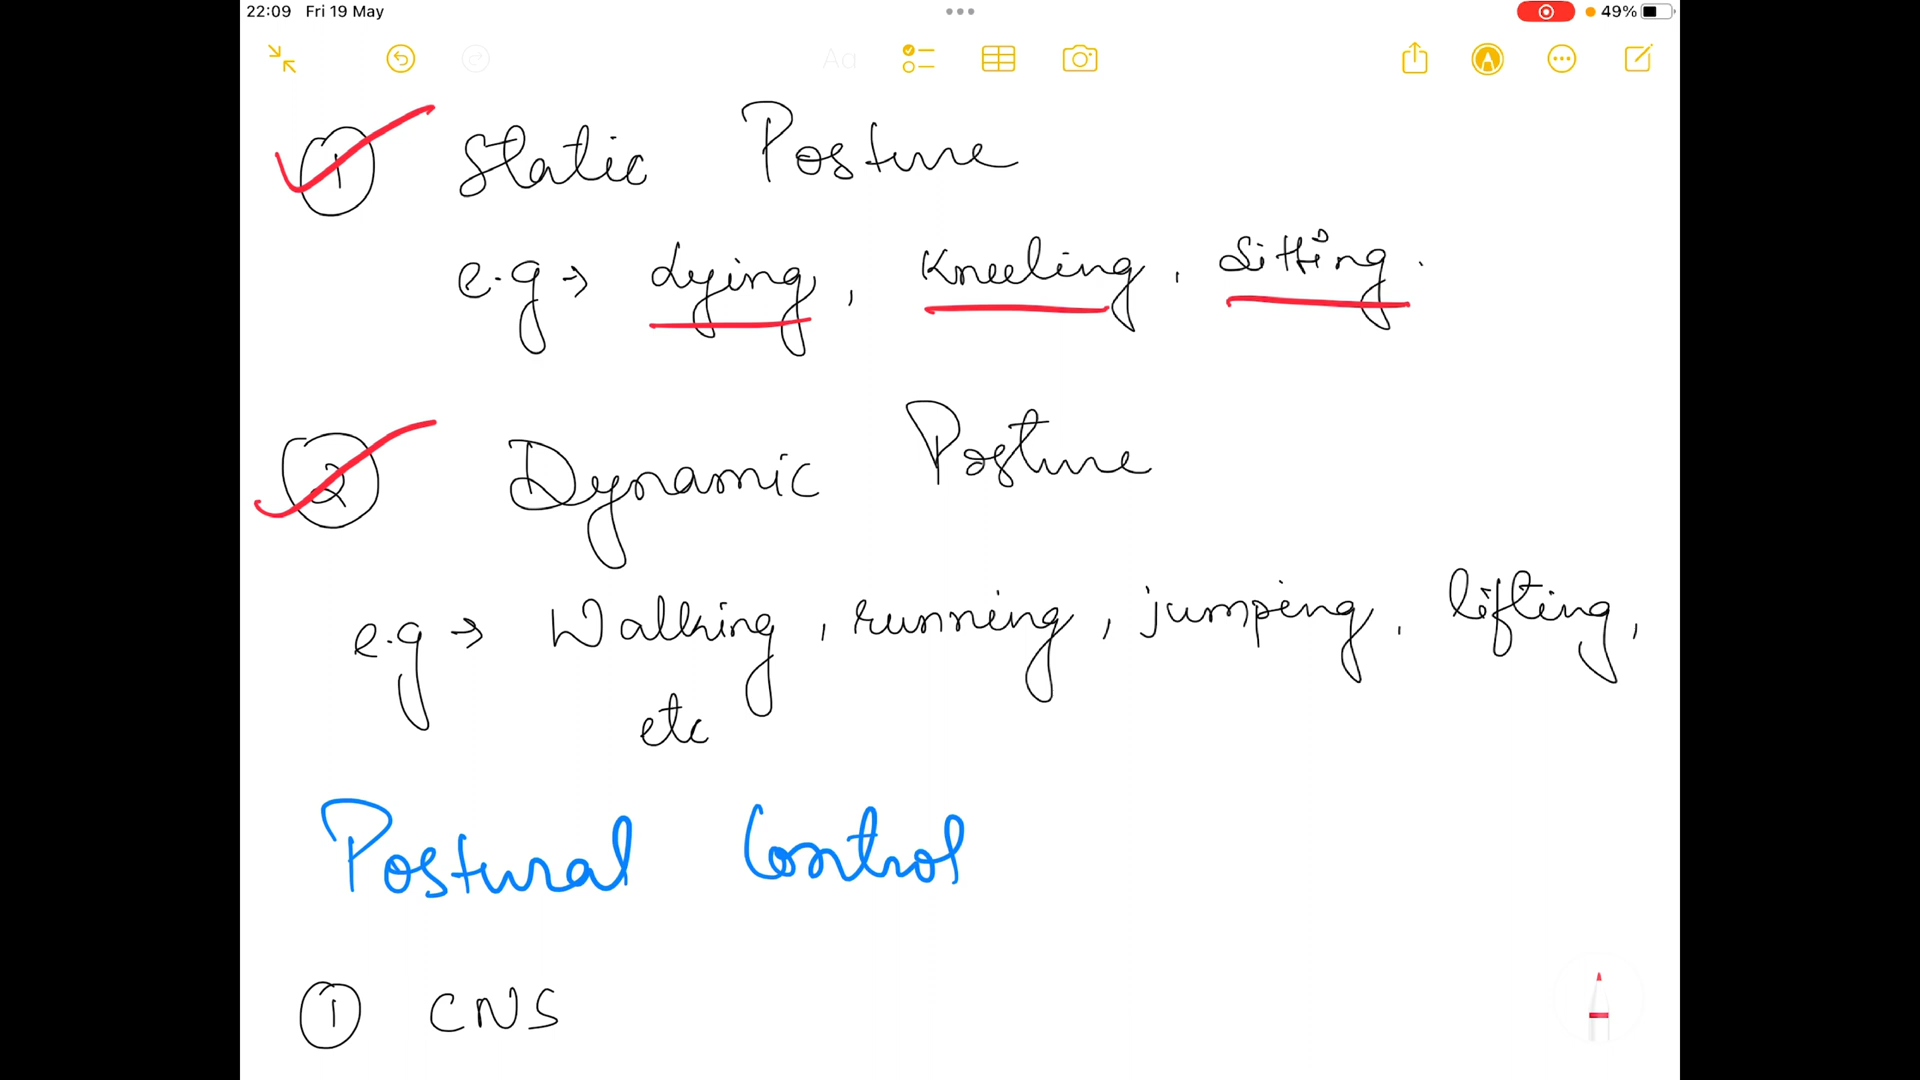 22:09 Fri 19 May 49%
Aa
① Static Posture
e.g → Lying, Kneeling, Sitting.
② Dynamic Posture
e.g → Walking, running, jumping, lifting,
etc
Postural Control
① CNS